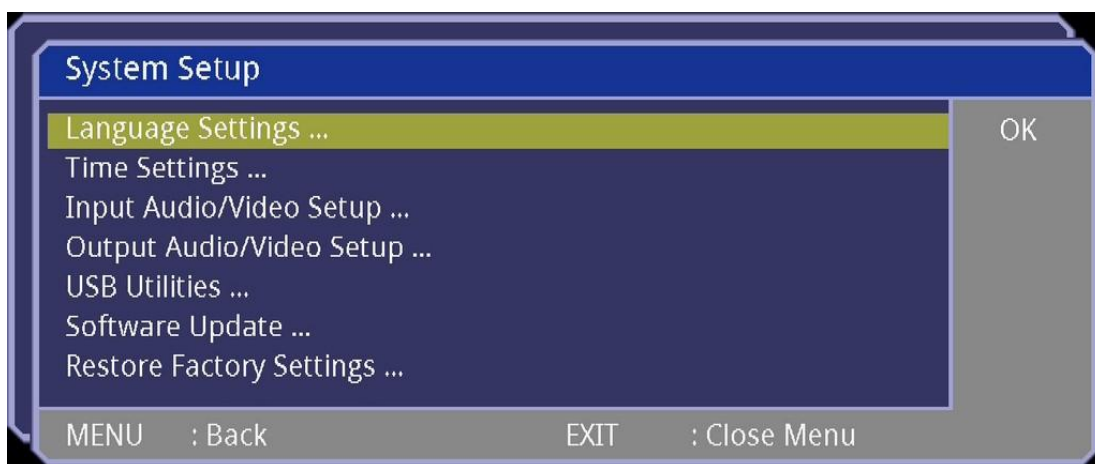 System Setup
Language Settings ...
OK
Time Settings ...
Input Audio/Video Setup ...
Output Audio/Video Setup ...
USB Utilities ...
Software Update ...
Restore Factory Settings ...
MENU : Back EXIT : Close Menu